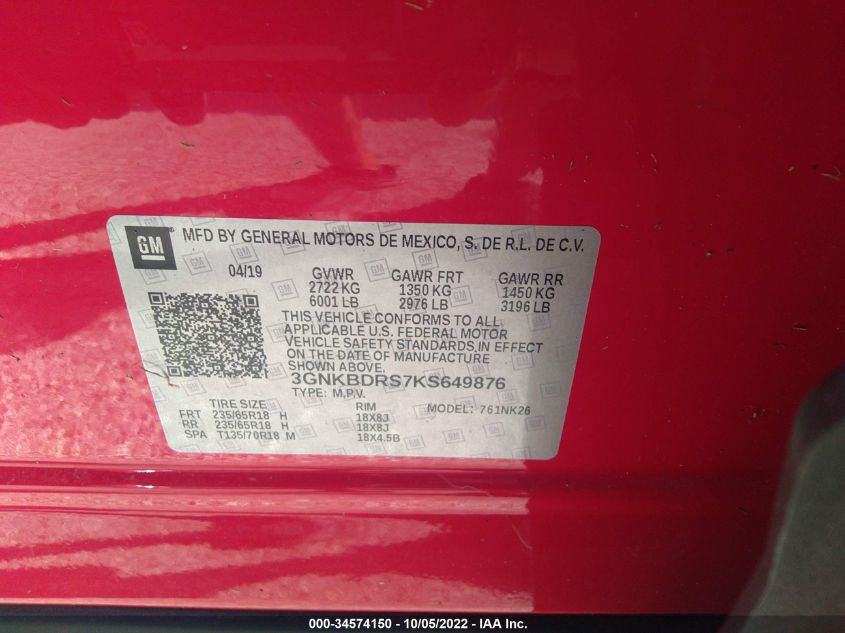 GM
MFD BY GENERAL MOTORS DE MEXICO, S. DE R.L. DE C.V.
04/19 GVWR GAWR FRT GAWR RR
2722 KG 1350 KG 1450 KG
6001 LB 2976 LB 3196 LB
THIS VEHICLE CONFORMS TO ALL
APPLICABLE U.S. FEDERAL MOTOR
VEHICLE SAFETY STANDARDS, IN EFFECT
ON THE DATE OF MANUFACTURE
SHOWN ABOVE.
3GNKBDRS7KS649876
TYPE: M.P.V.
TIRE SIZE RIM MODEL: 761NK26
FRT 235/65R18 H 18X8J
RR 235/65R18 H 18X8J
SPA T135/70R18 M 18X4.5B
000-34574150 - 10/05/2022 - IAA Inc.